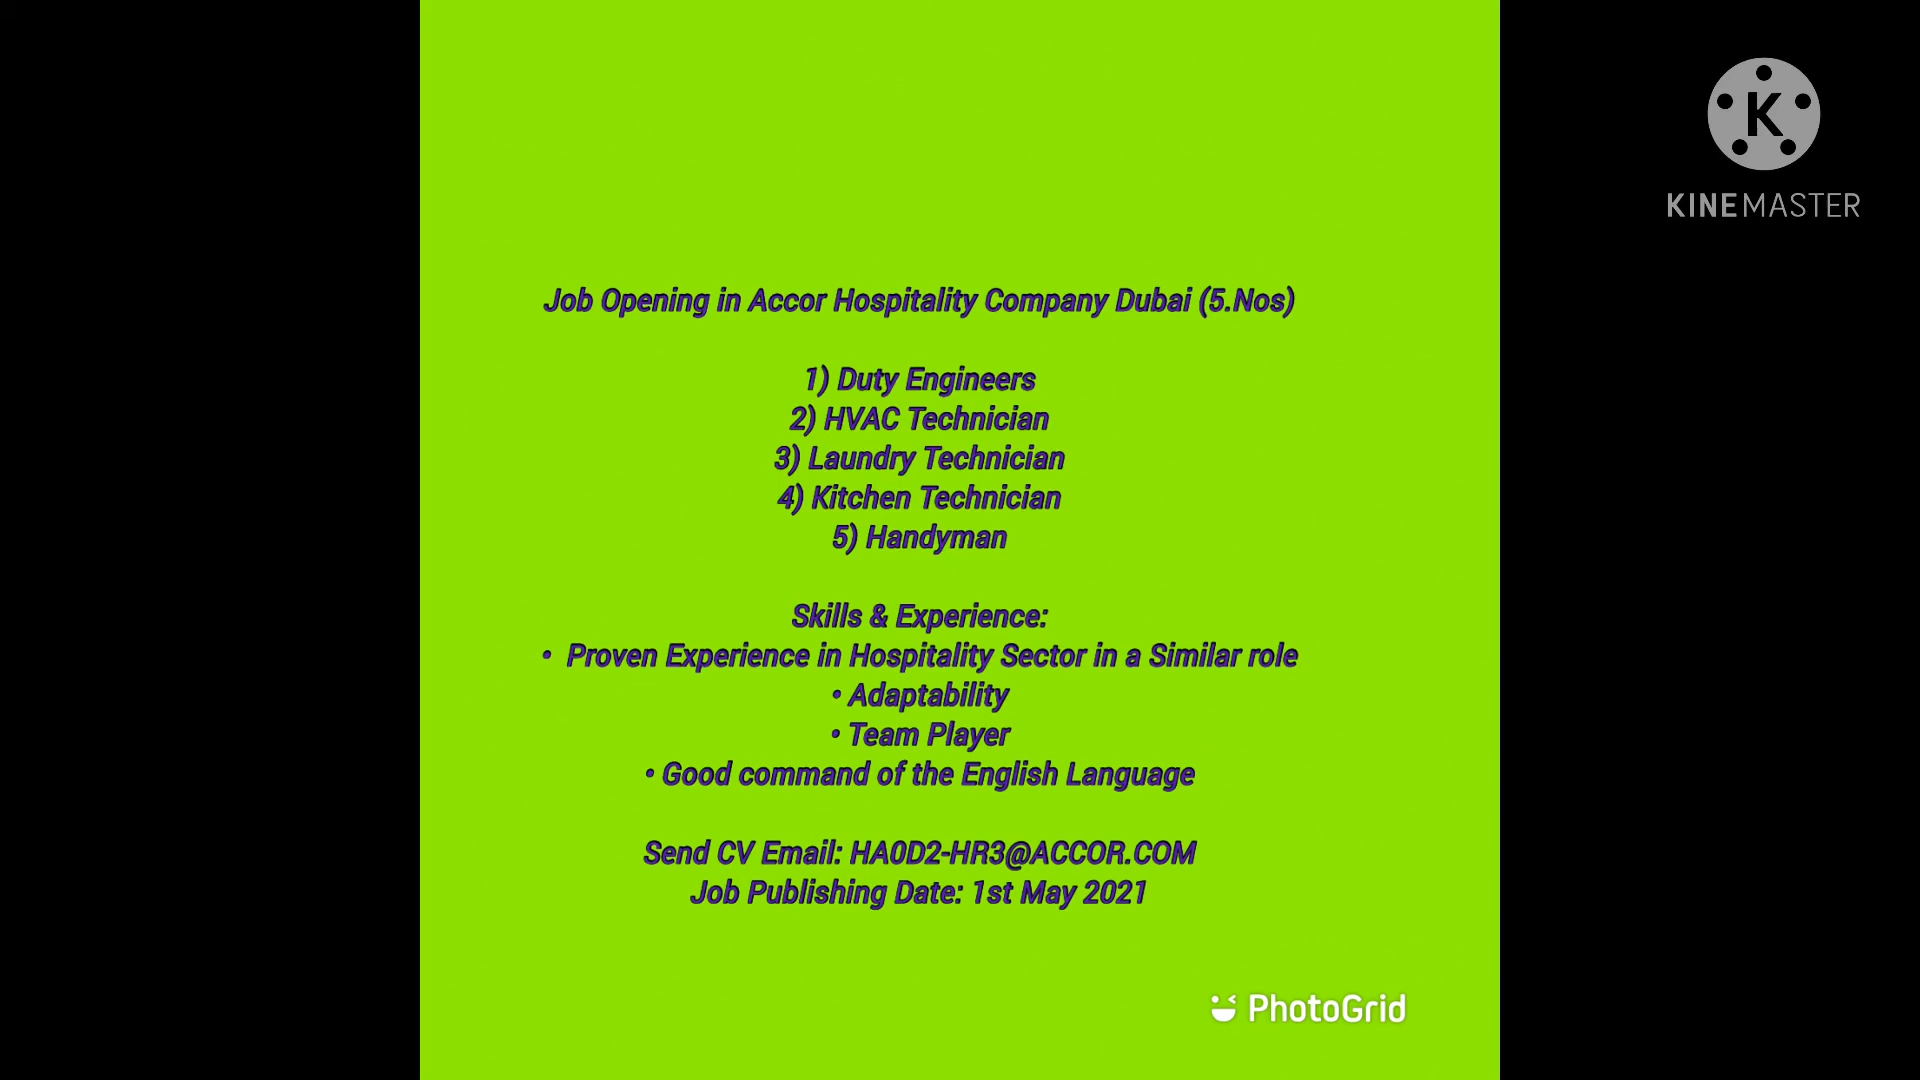 K
KINEMASTER
Job Opening in Accor Hospitality Company Dubai (5.Nos)
1) Duty Engineers
2) HVAC Technician
3) Laundry Technician
4) Kitchen Technician
5) Handyman
Skills & Experience:
• Proven Experience in Hospitality Sector in a Similar role
• Adaptability
• Team Player
• Good command of the English Language
Send CV Email: HA0D2-HR3@ACCOR.COM
Job Publishing Date: 1st May 2021
PhotoGrid